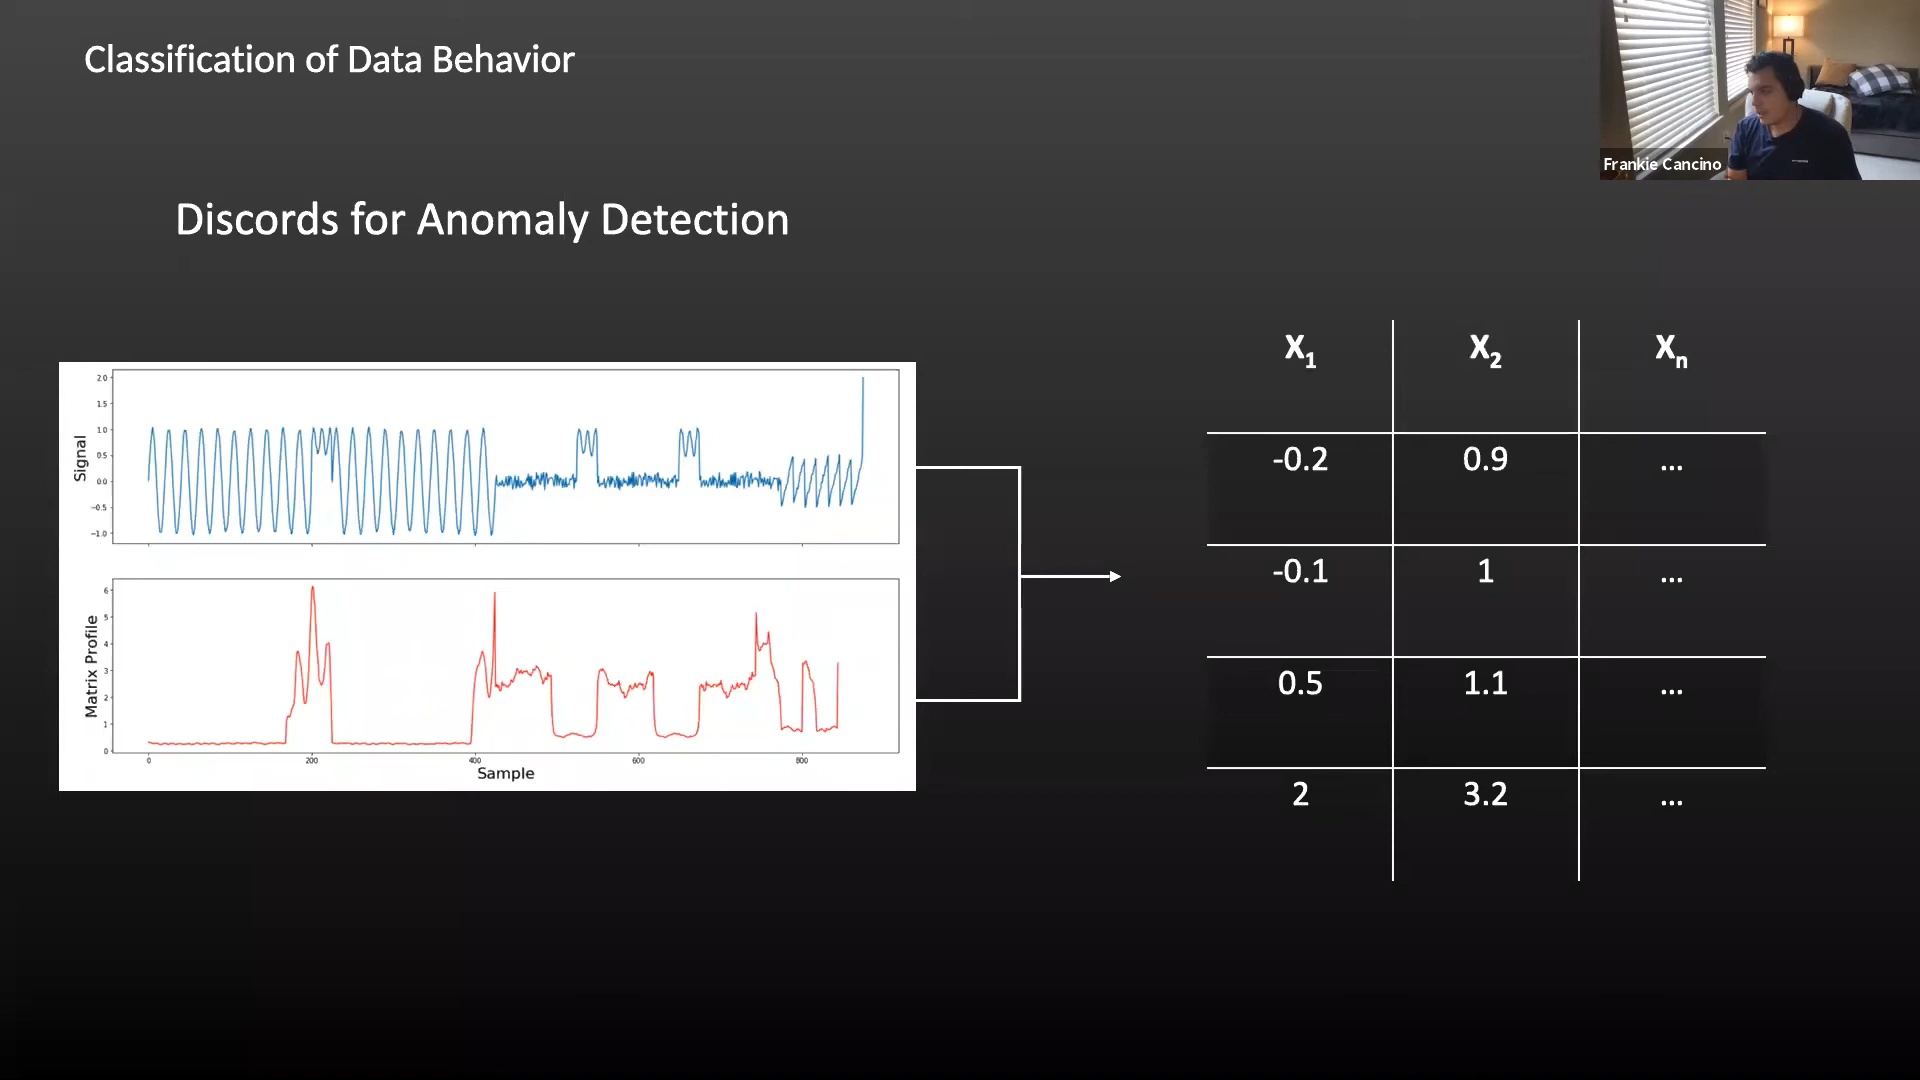 Classification of Data Behavior
Frankie Cancino
Discords for Anomaly Detection
Signal
2.0
1.5
1.0
0.5
0.0
−0.5
−1.0
Matrix Profile
6
5
4
3
2
1
0
0 200 400 600 800
Sample
X1 X2 Xn
-0.2 0.9 ...
-0.1 1 ...
0.5 1.1 ...
2 3.2 ...